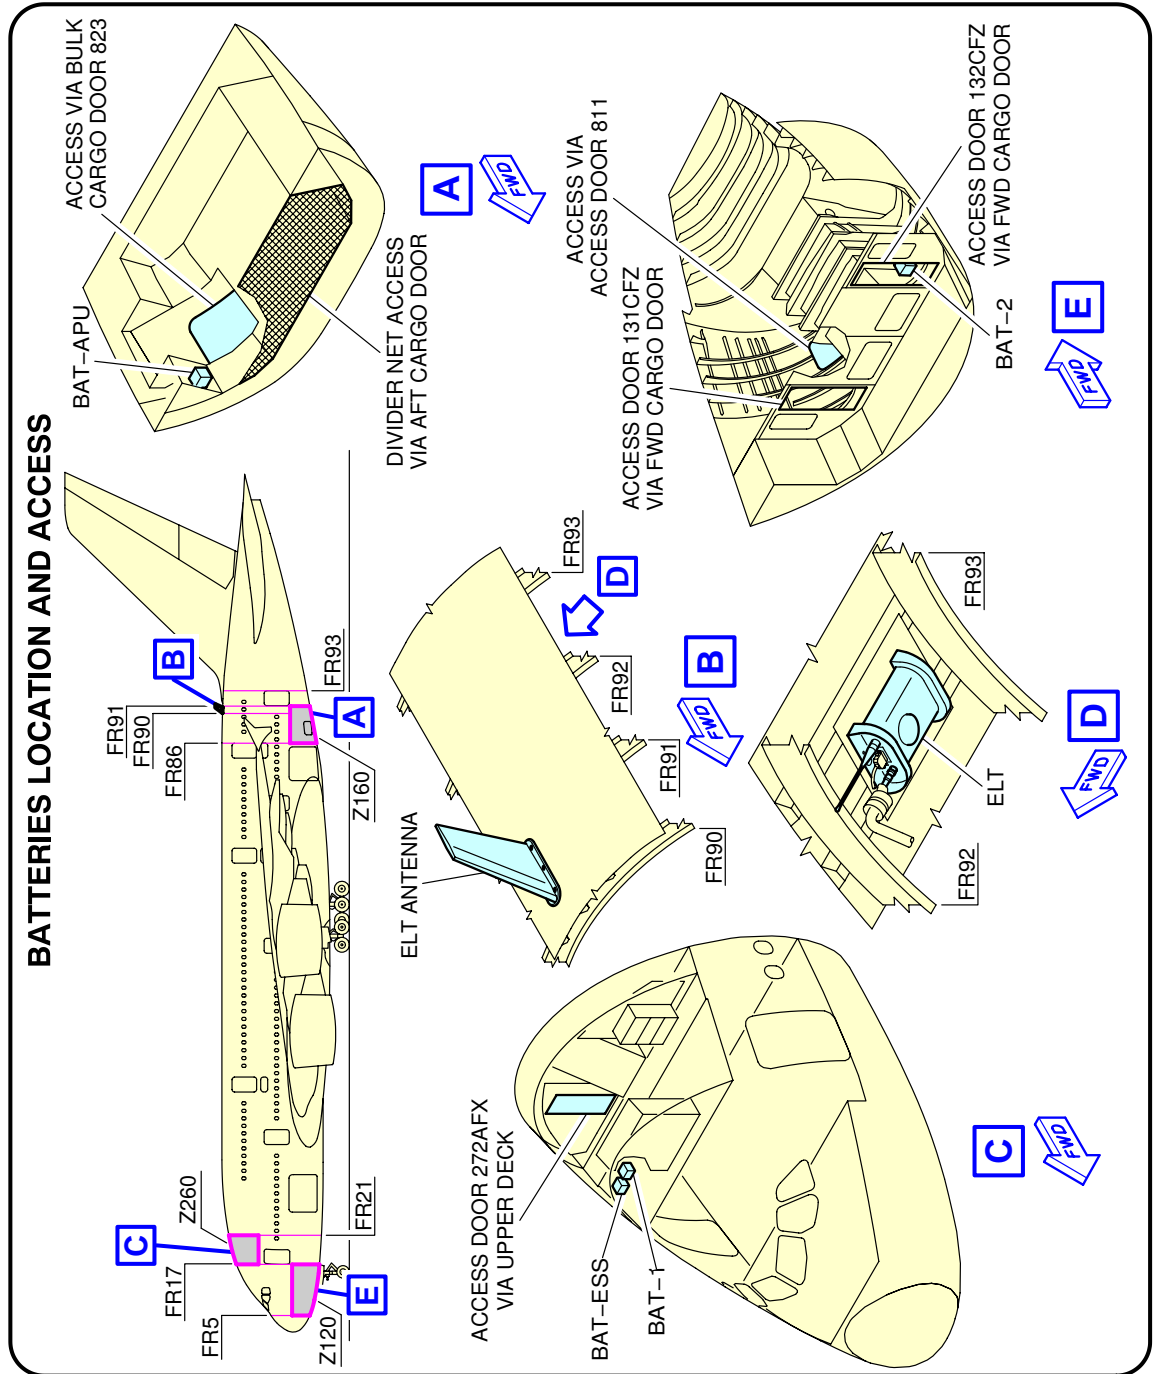 BATTERIES LOCATION AND ACCESS
FR5
FR17
Z260
C
Z120
E
FR21
FR86
FR90
FR91
B
Z160
A
FR93
BAT-APU
ACCESS VIA BULK
CARGO DOOR 823
DIVIDER NET ACCESS
VIA AFT CARGO DOOR
A
FWD
ACCESS DOOR 272AFX
VIA UPPER DECK
BAT-ESS
BAT-1
C
FWD
ELT ANTENNA
FR90
FR91
FR92
FR93
D
B
FWD
FR92
ELT
FR93
D
FWD
ACCESS DOOR 131CFZ
VIA FWD CARGO DOOR
ACCESS VIA
ACCESS DOOR 811
BAT-2
ACCESS DOOR 132CFZ
VIA FWD CARGO DOOR
E
FWD